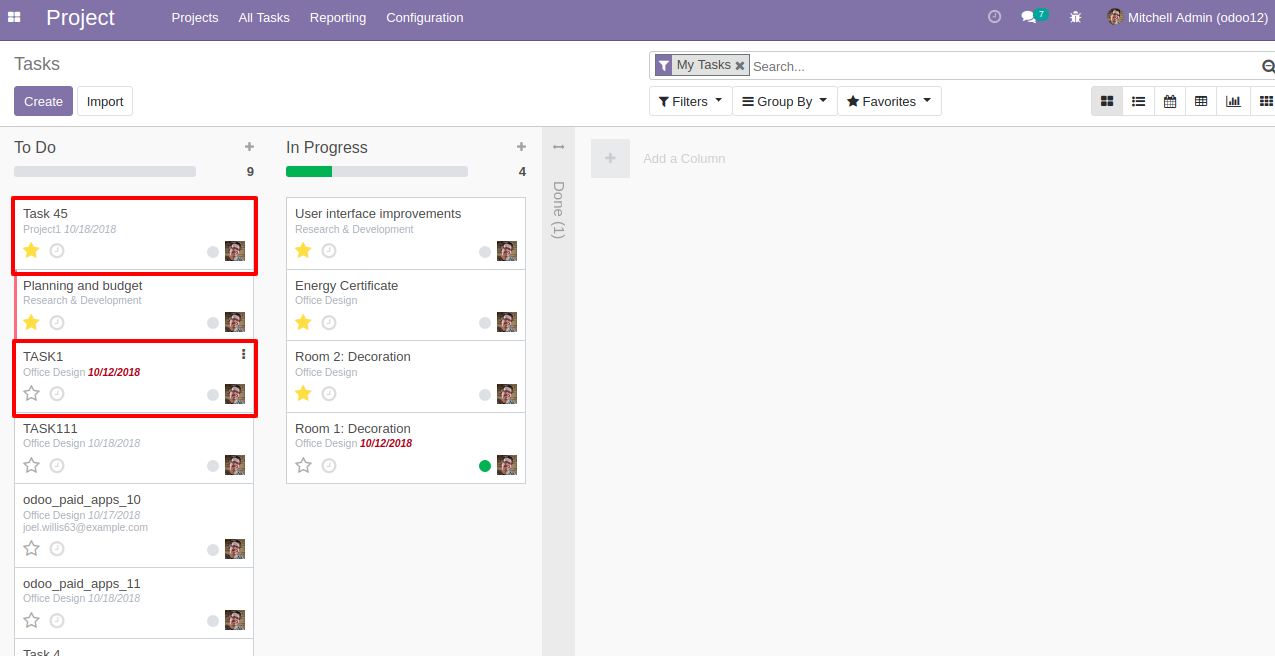 Project
Projects All Tasks Reporting Configuration
7
Mitchell Admin (odoo12)
Tasks
My Tasks
Search...
Create
Import
Filters
Group By
Favorites
To Do
9
Task 45
Project1 10/18/2018
Planning and budget
Research & Development
TASK1
Office Design 10/12/2018
TASK111
Office Design 10/18/2018
odoo_paid_apps_10
Office Design 10/17/2018
joel.willis63@example.com
odoo_paid_apps_11
Office Design 10/18/2018
Task 4
In Progress
4
User interface improvements
Research & Development
Energy Certificate
Office Design
Room 2: Decoration
Office Design
Room 1: Decoration
Office Design 10/12/2018
Done (1)
Add a Column